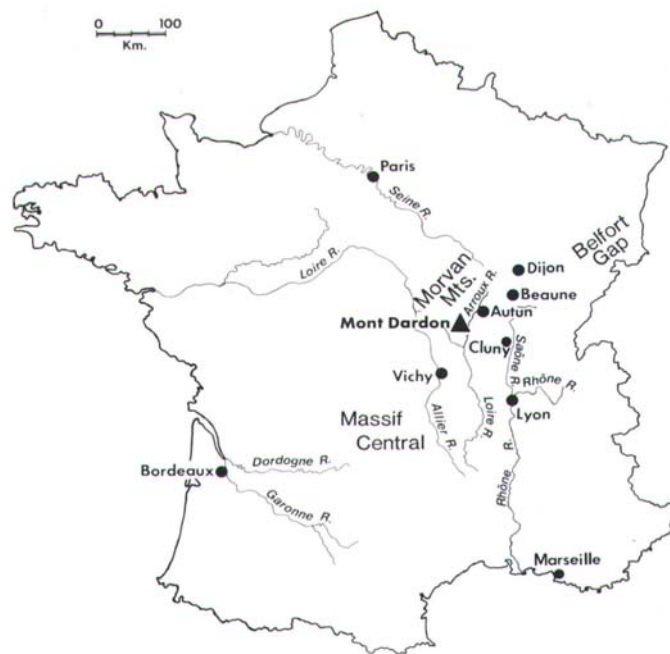 0 100
Km.
Paris
Seine R.
Belfort
Gap
Loire R.
Dijon
Morvan
Mts.
Arroux R.
Beaune
Autun
Mont Dardon
Cluny
Saône R.
Vichy
Rhône R.
Lyon
Massif
Central
Allier R.
Loire R.
Dordogne R.
Bordeaux
Garonne R.
Rhône R.
Marseille